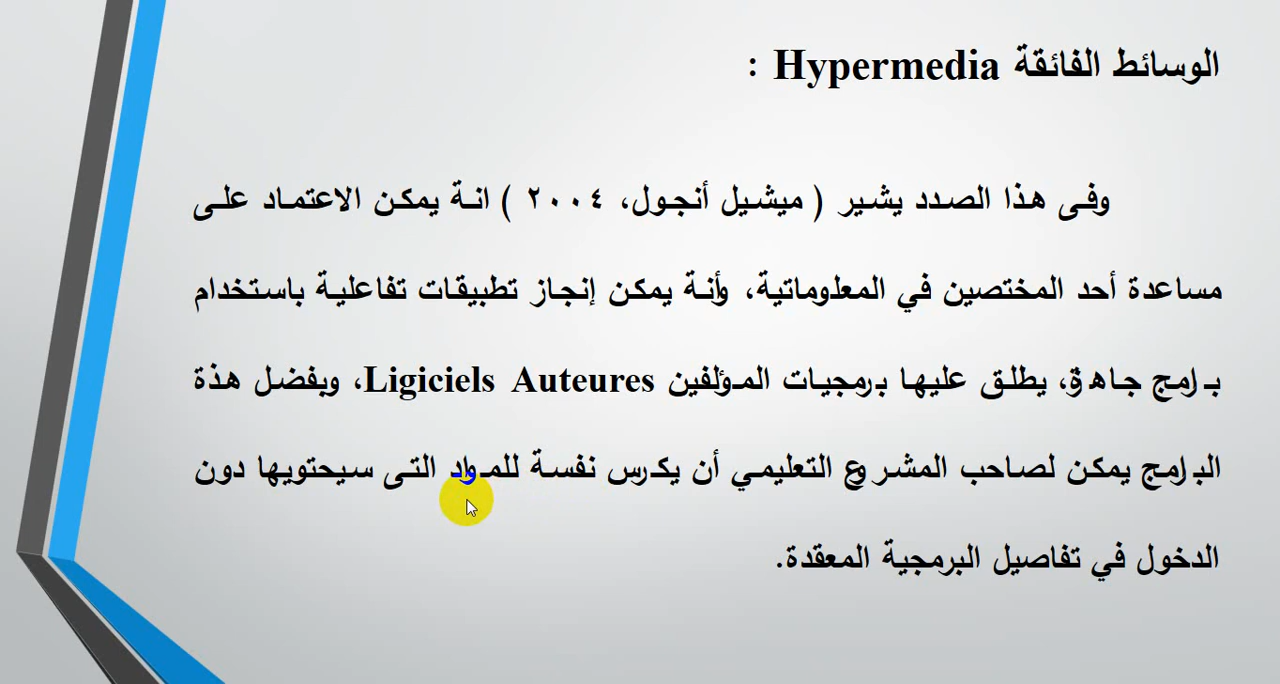 الوسائط الفائقة Hypermedia :
وفى هذا الصدد يشير ( ميشيل أنجول، ٢٠٠٤ ) انة يمكن الاعتماد على
مساعدة أحد المختصين في المعلوماتية، وأنة يمكن إنجاز تطبيقات تفاعلية باستخدام
برامج جاهزة، يطلق عليها برمجيات المؤلفين Ligiciels Auteures، وبفضل هذة
البرامج يمكن لصاحب المشروع التعليمي أن يكرس نفسة للمواد التى سيحتويها دون
الدخول في تفاصيل البرمجية المعقدة.